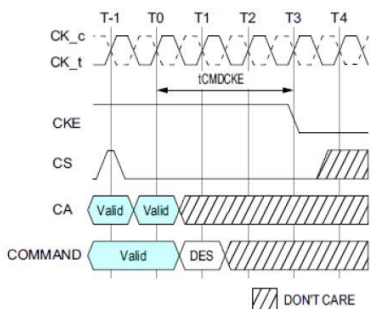 T-1 T0 T1 T2 T3 T4
CK_c
CK_t
tCMDCKE
CKE
CS
CA Valid Valid
COMMAND Valid DES
DON'T CARE